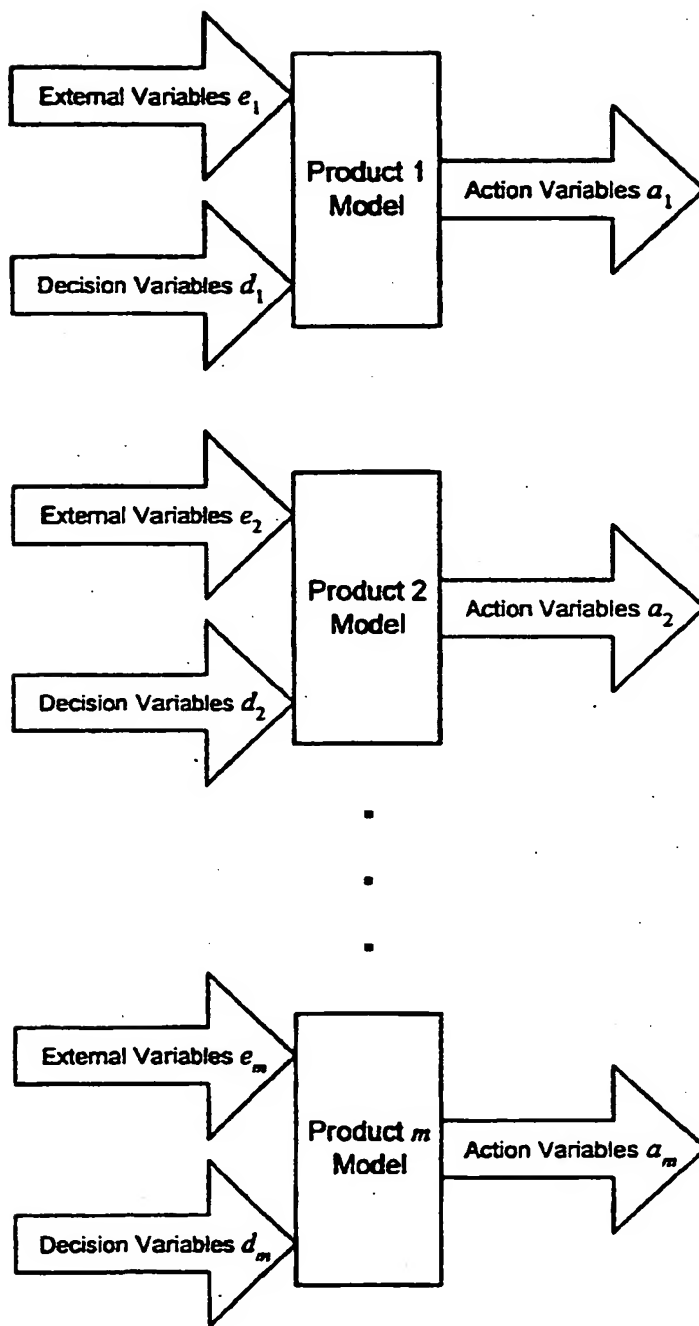 External Variables e₁
Product 1
Model
Action Variables a₁
Decision Variables d₁
External Variables e₂
Product 2
Model
Action Variables a₂
Decision Variables d₂
External Variables eₘ
Product m
Model
Action Variables aₘ
Decision Variables dₘ